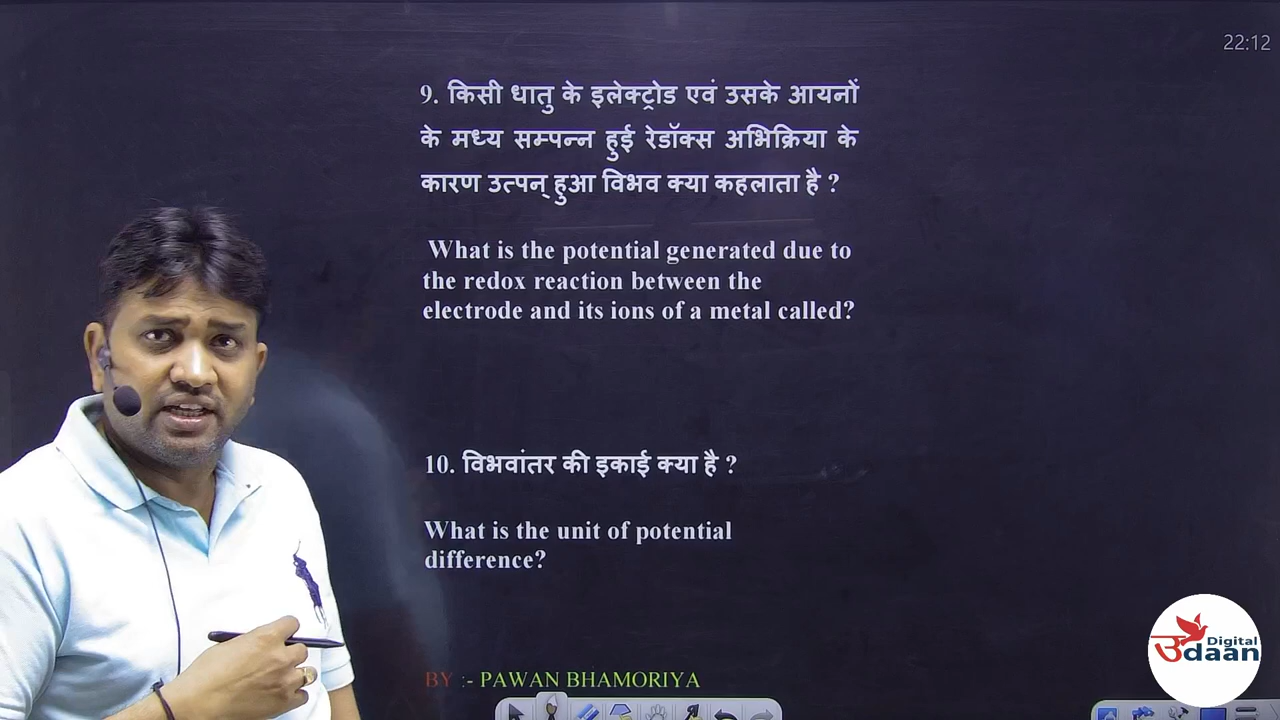 22:12
9. किसी धातु के इलेक्ट्रोड एवं उसके आयनों
के मध्य सम्पन्न हुई रेडॉक्स अभिक्रिया के
कारण उत्पन् हुआ विभव क्या कहलाता है ?
What is the potential generated due to
the redox reaction between the
electrode and its ions of a metal called?
10. विभवांतर की इकाई क्या है ?
What is the unit of potential
difference?
BY :- PAWAN BHAMORIYA
Digital
उdaan